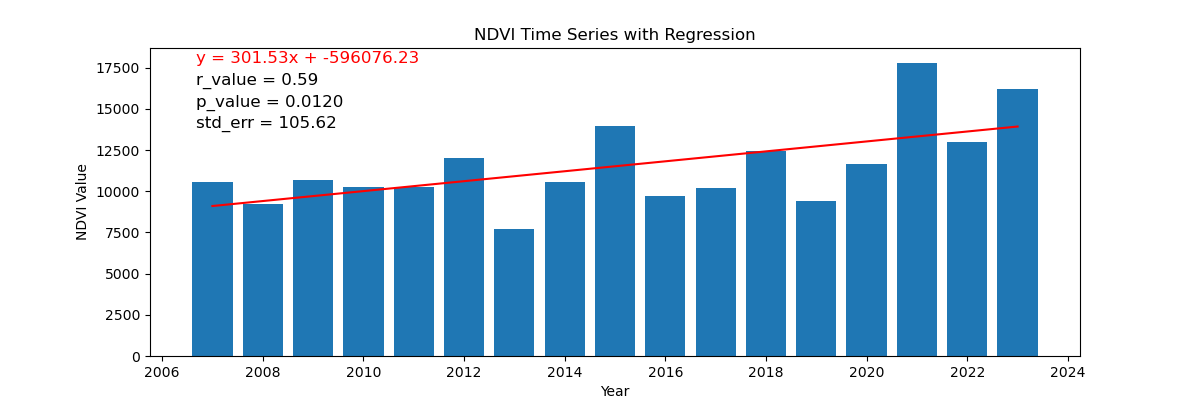 NDVI Time Series with Regression
y = 301.53x + -596076.23
r_value = 0.59
p_value = 0.0120
std_err = 105.62
17500
15000
12500
10000
7500
5000
2500
0
NDVI Value
2006 2008 2010 2012 2014 2016 2018 2020 2022 2024
Year